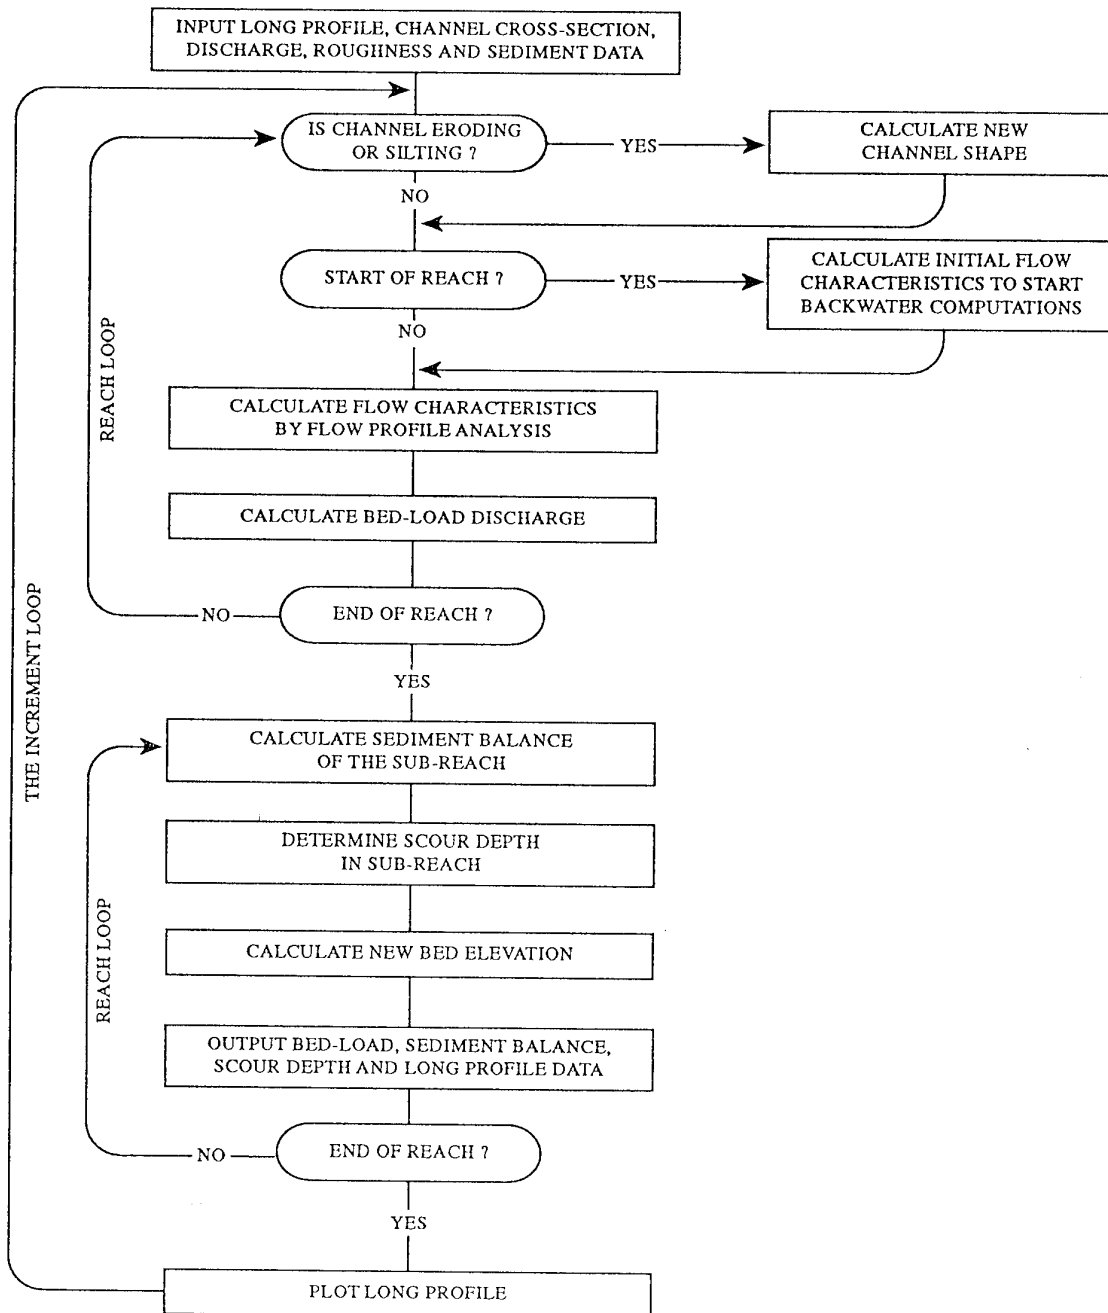 INPUT LONG PROFILE, CHANNEL CROSS-SECTION,
DISCHARGE, ROUGHNESS AND SEDIMENT DATA
IS CHANNEL ERODING
OR SILTING ?
YES
CALCULATE NEW
CHANNEL SHAPE
NO
START OF REACH ?
YES
CALCULATE INITIAL FLOW
CHARACTERISTICS TO START
BACKWATER COMPUTATIONS
NO
REACH LOOP
CALCULATE FLOW CHARACTERISTICS
BY FLOW PROFILE ANALYSIS
CALCULATE BED-LOAD DISCHARGE
NO
END OF REACH ?
YES
THE INCREMENT LOOP
CALCULATE SEDIMENT BALANCE
OF THE SUB-REACH
DETERMINE SCOUR DEPTH
IN SUB-REACH
REACH LOOP
CALCULATE NEW BED ELEVATION
OUTPUT BED-LOAD, SEDIMENT BALANCE,
SCOUR DEPTH AND LONG PROFILE DATA
NO
END OF REACH ?
YES
PLOT LONG PROFILE